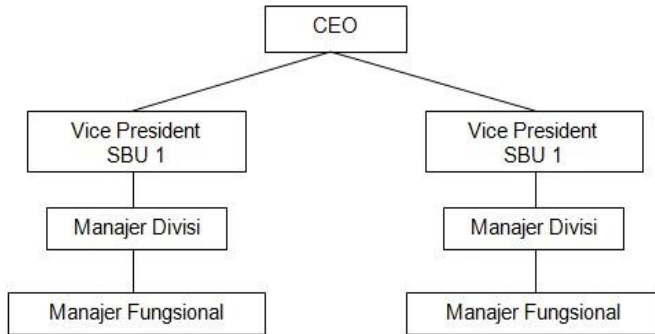 CEO
Vice President
SBU 1
Vice President
SBU 1
Manajer Divisi
Manajer Divisi
Manajer Fungsional
Manajer Fungsional